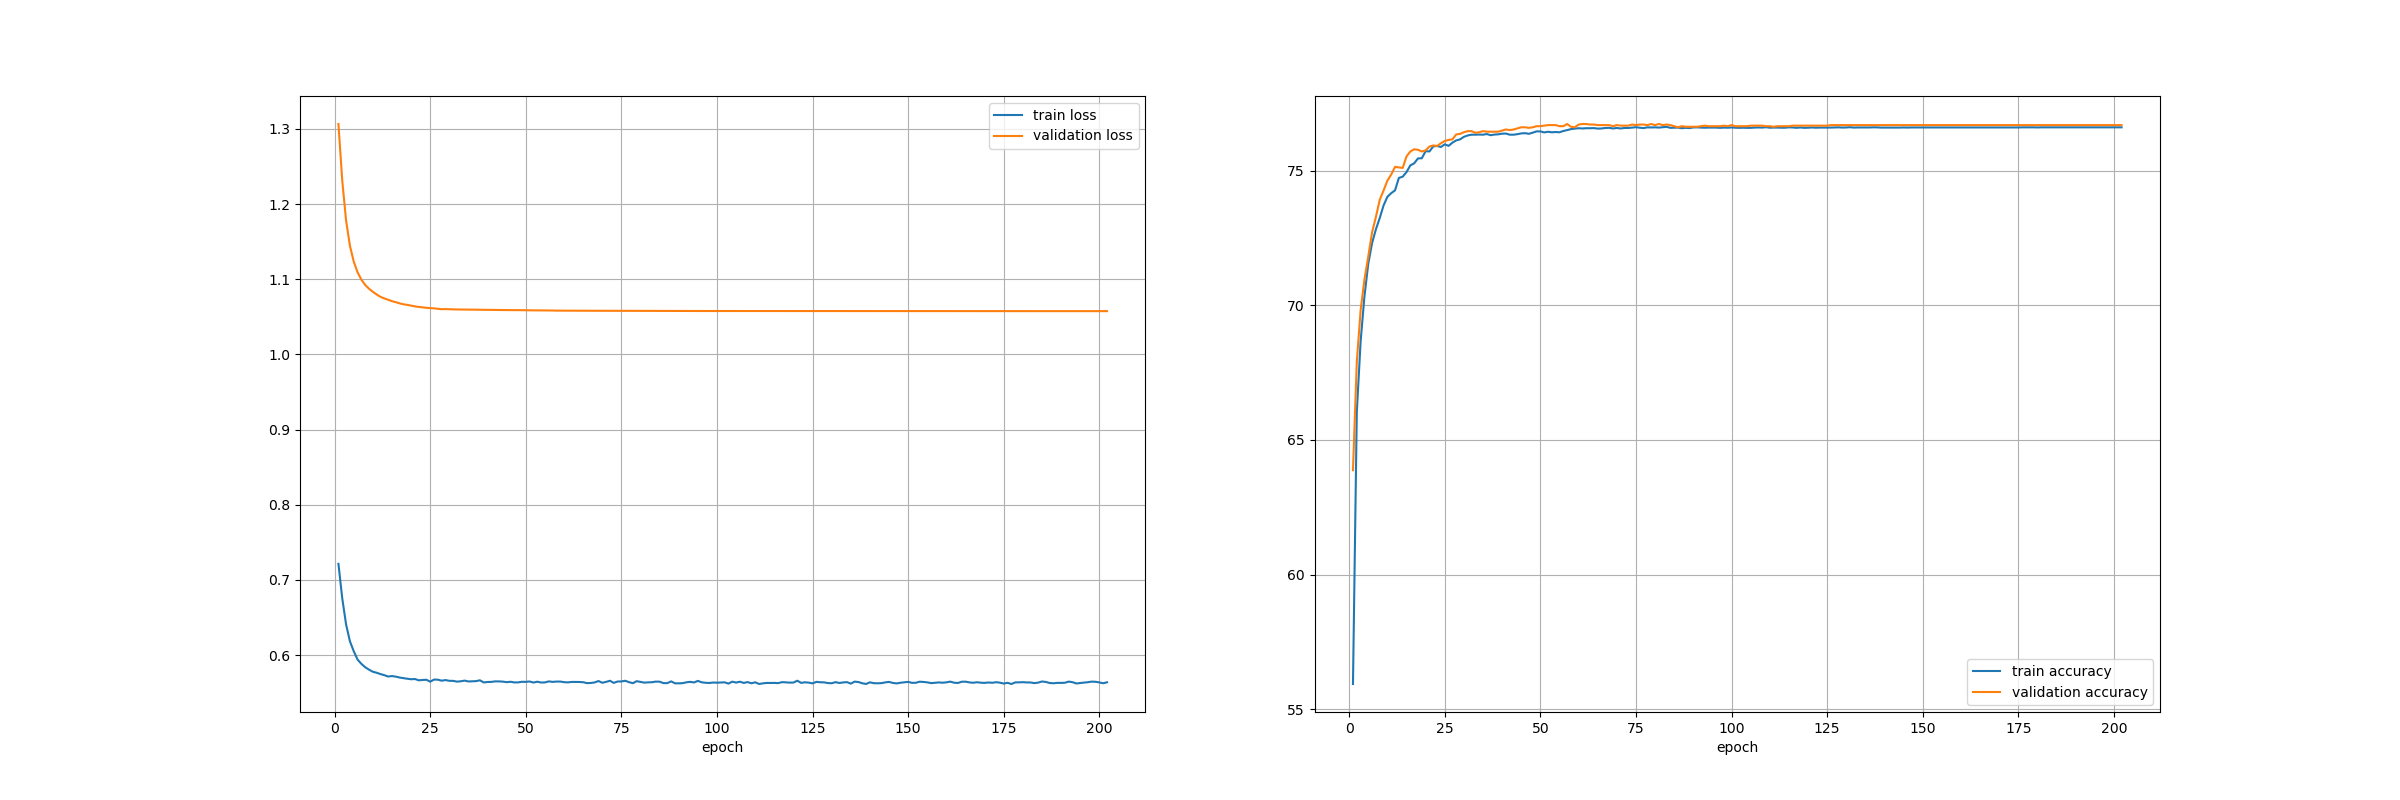 1.3
1.2
1.1
1.0
0.9
0.8
0.7
0.6
0 25 50 75 100 125 150 175 200
epoch
train loss
validation loss
75
70
65
60
55
0 25 50 75 100 125 150 175 200
epoch
train accuracy
validation accuracy